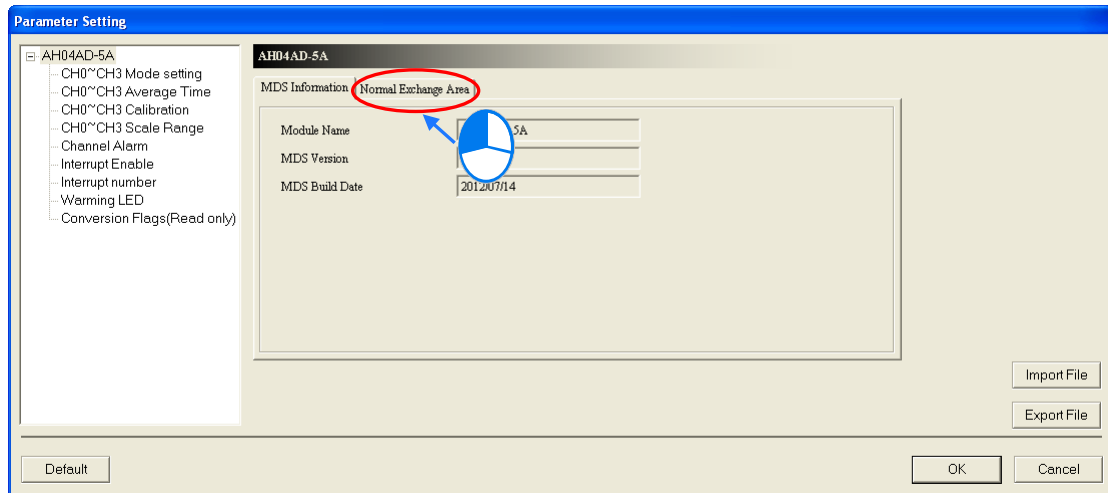 Parameter Setting
AH04AD-5A
CH0~CH3 Mode setting
CH0~CH3 Average Time
CH0~CH3 Calibration
CH0~CH3 Scale Range
Channel Alarm
Interrupt Enable
Interrupt number
Warming LED
Conversion Flags(Read only)
AH04AD-5A
MDS Information Normal Exchange Area
Module Name 5A
MDS Version
MDS Build Date 2012/07/14
Import File
Export File
Default OK Cancel